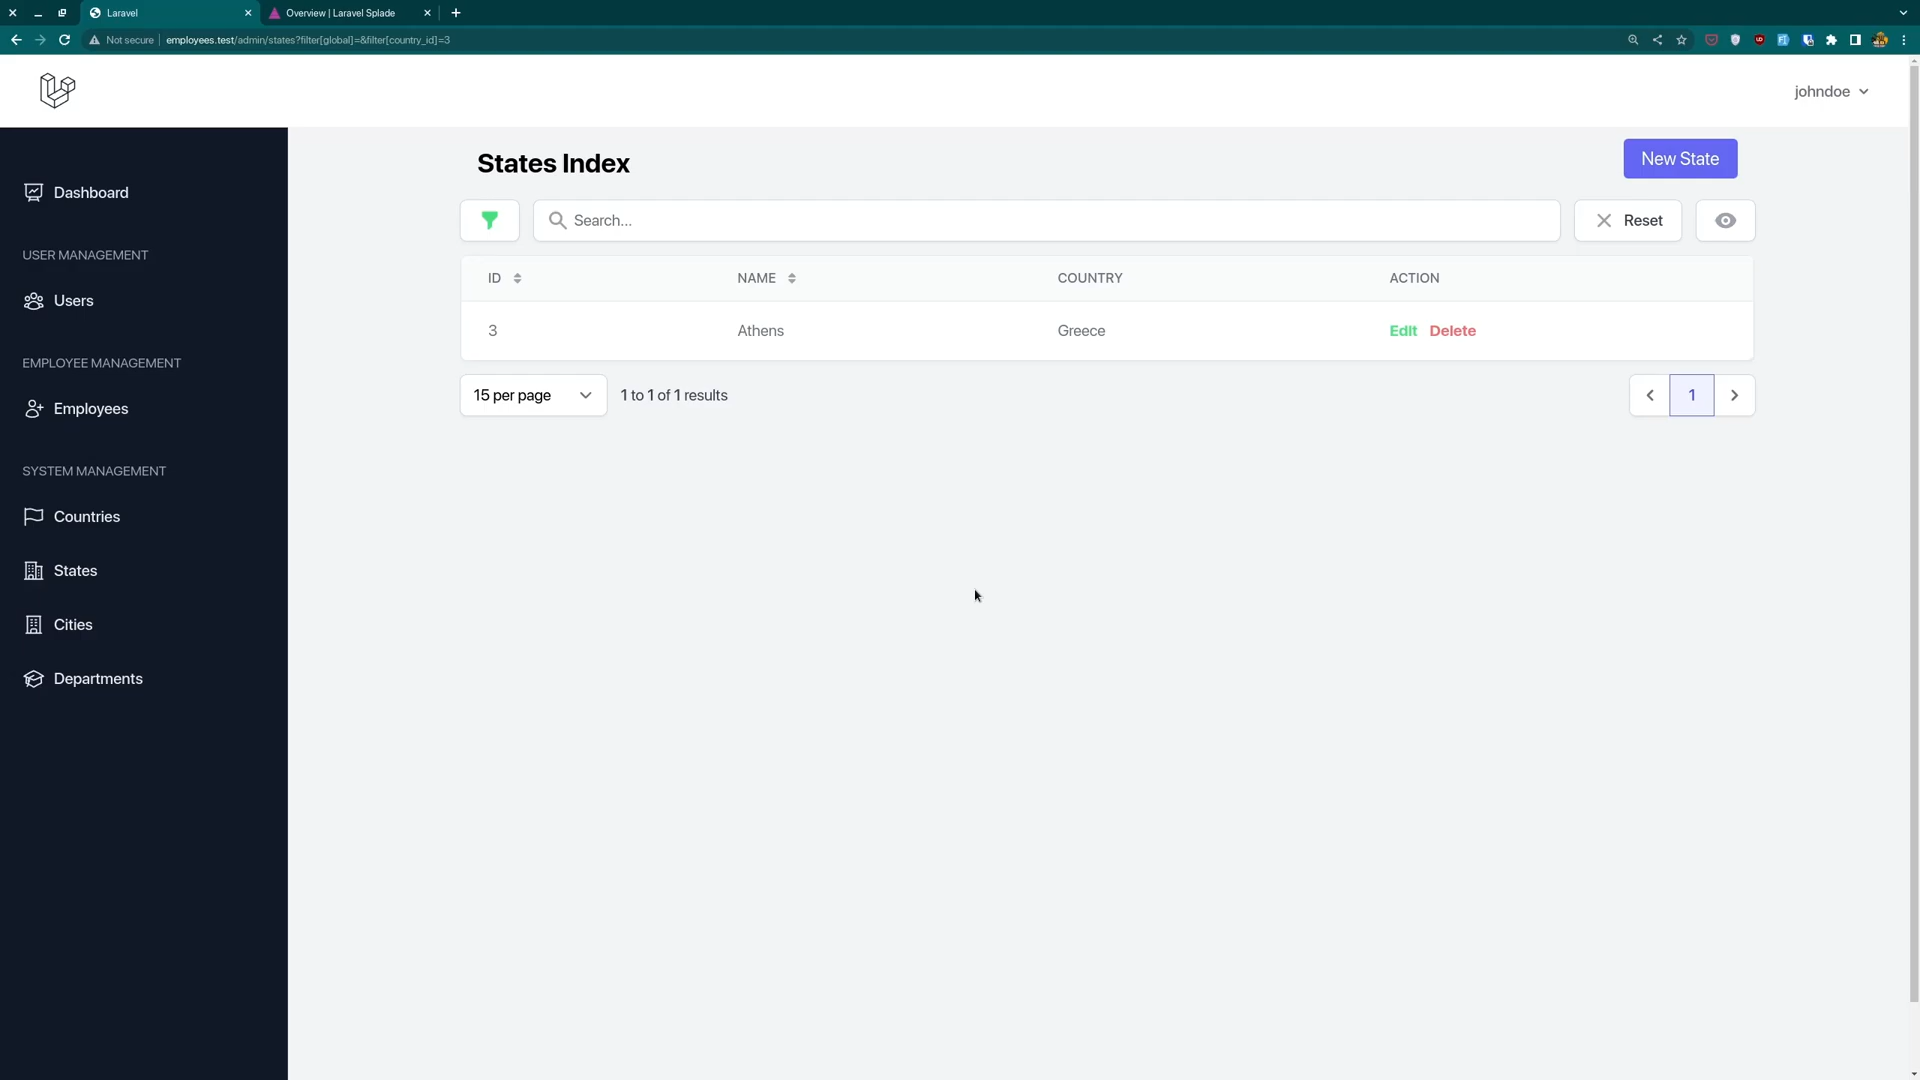 Laravel
Overview | Laravel Splade
Not secure
employees.test/admin/states?filter[global]=&filter[country_id]=3
johndoe
Dashboard
USER MANAGEMENT
Users
EMPLOYEE MANAGEMENT
Employees
SYSTEM MANAGEMENT
Countries
States
Cities
Departments
States Index
New State
Search...
Reset
ID NAME COUNTRY ACTION
3 Athens Greece Edit Delete
15 per page 1 to 1 of 1 results 1